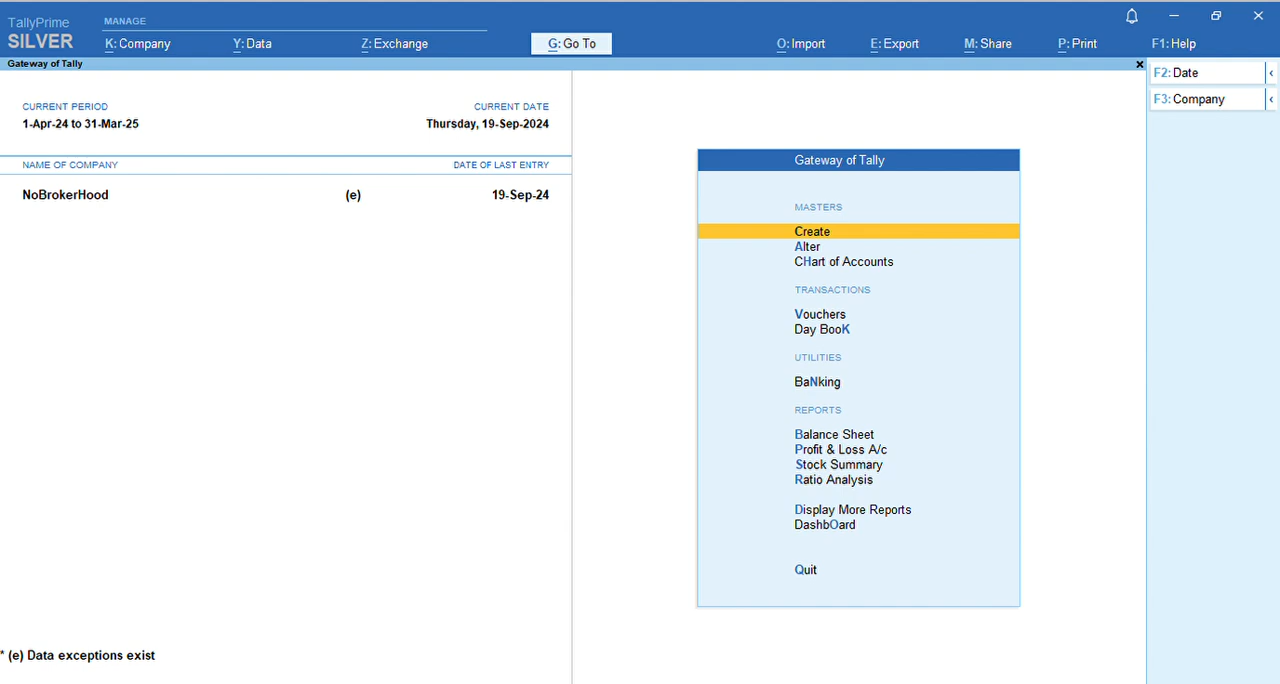 TallyPrime
SILVER
MANAGE
K: Company Y: Data Z: Exchange G: Go To O: Import E: Export M: Share P: Print F1: Help
Gateway of Tally
F2: Date
F3: Company
CURRENT PERIOD CURRENT DATE
1-Apr-24 to 31-Mar-25 Thursday, 19-Sep-2024
NAME OF COMPANY DATE OF LAST ENTRY
NoBrokerHood (e) 19-Sep-24
Gateway of Tally
MASTERS
Create
Alter
CHart of Accounts
TRANSACTIONS
Vouchers
Day BooK
UTILITIES
BaNking
REPORTS
Balance Sheet
Profit & Loss A/c
Stock Summary
Ratio Analysis
Display More Reports
DashbOard
Quit
* (e) Data exceptions exist